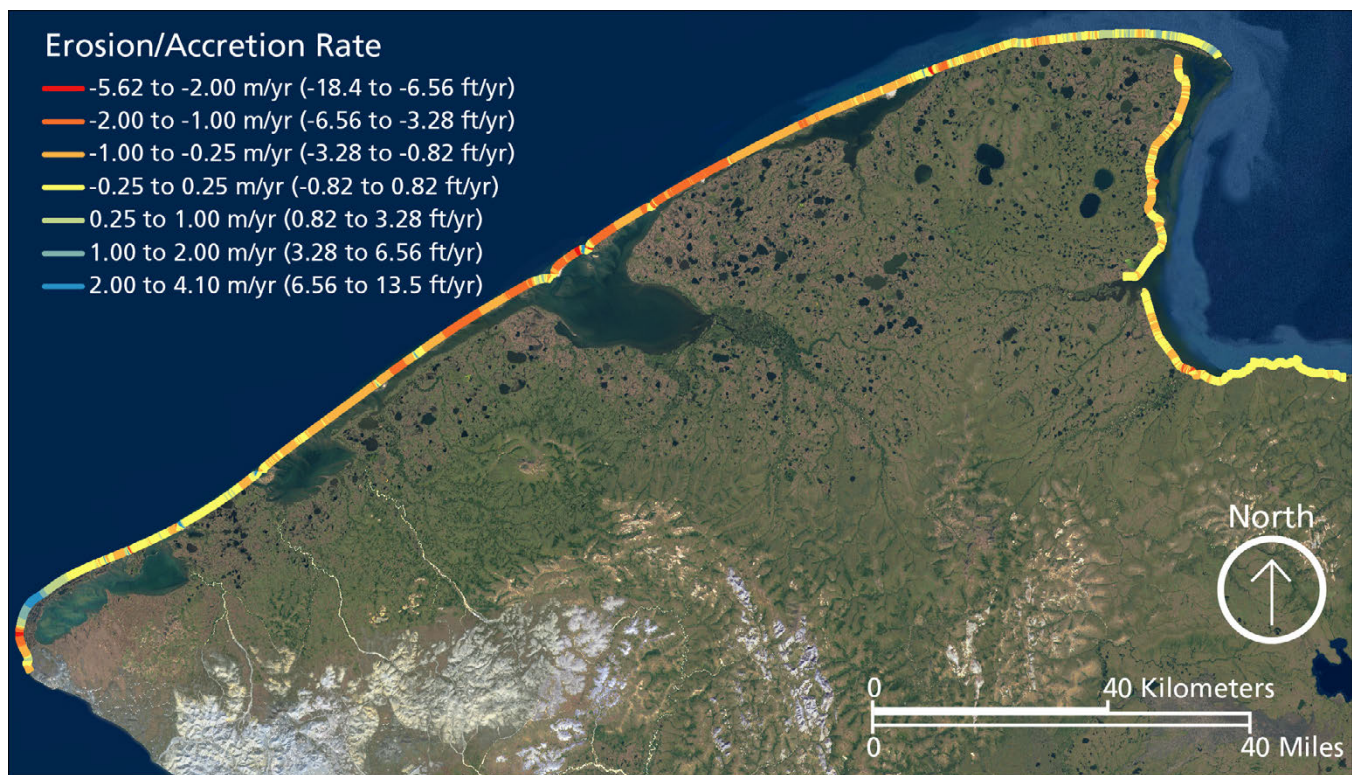 Erosion/Accretion Rate
-5.62 to -2.00 m/yr (-18.4 to -6.56 ft/yr)
-2.00 to -1.00 m/yr (-6.56 to -3.28 ft/yr)
-1.00 to -0.25 m/yr (-3.28 to -0.82 ft/yr)
-0.25 to 0.25 m/yr (-0.82 to 0.82 ft/yr)
0.25 to 1.00 m/yr (0.82 to 3.28 ft/yr)
1.00 to 2.00 m/yr (3.28 to 6.56 ft/yr)
2.00 to 4.10 m/yr (6.56 to 13.5 ft/yr)
North
0 40 Kilometers
0 40 Miles